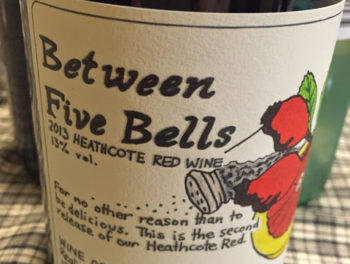 Between
Five Bells
2013 HEATHCOTE RED WINE
13% vol.
For no other reason than to
be delicious. This is the second
release of our Heathcote Red.
WINE